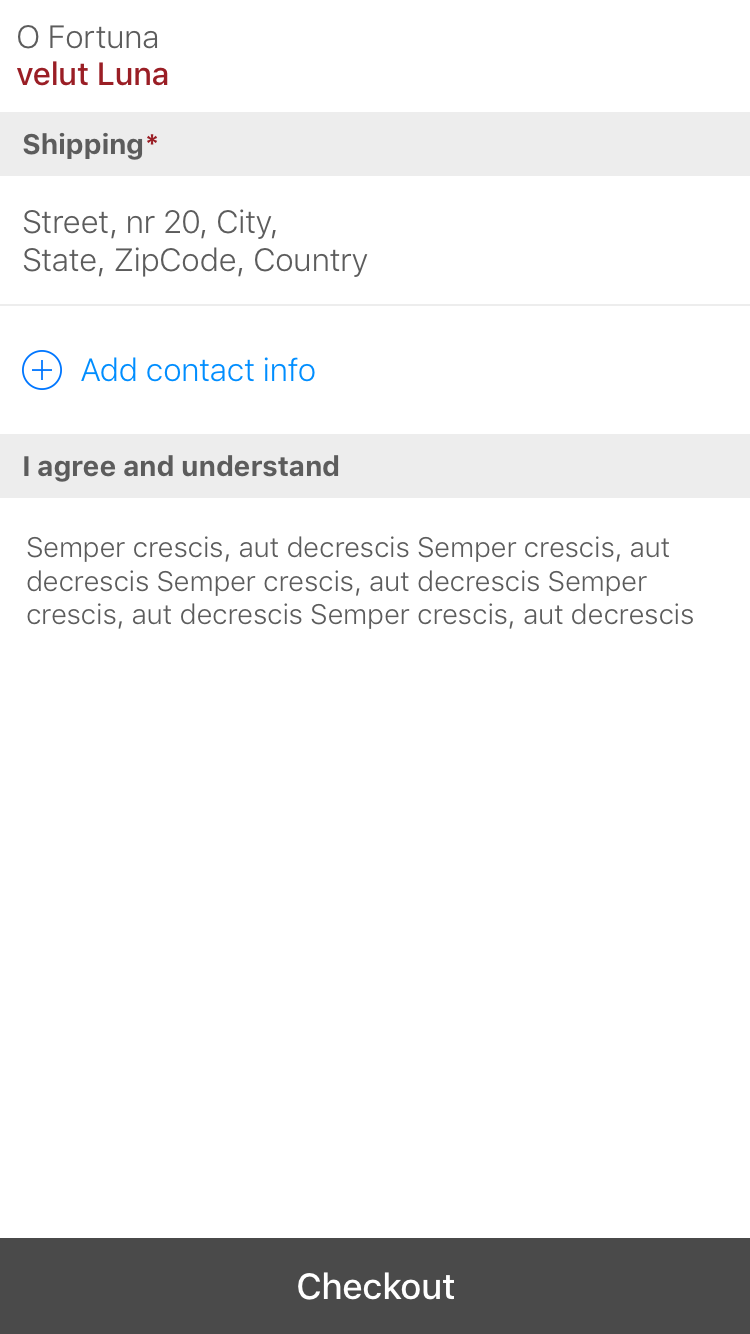 O Fortuna
velut Luna
Shipping*
Street, nr 20, City,
State, ZipCode, Country
Add contact info
I agree and understand
Semper crescis, aut decrescis Semper crescis, aut
decrescis Semper crescis, aut decrescis Semper
crescis, aut decrescis Semper crescis, aut decrescis
Checkout